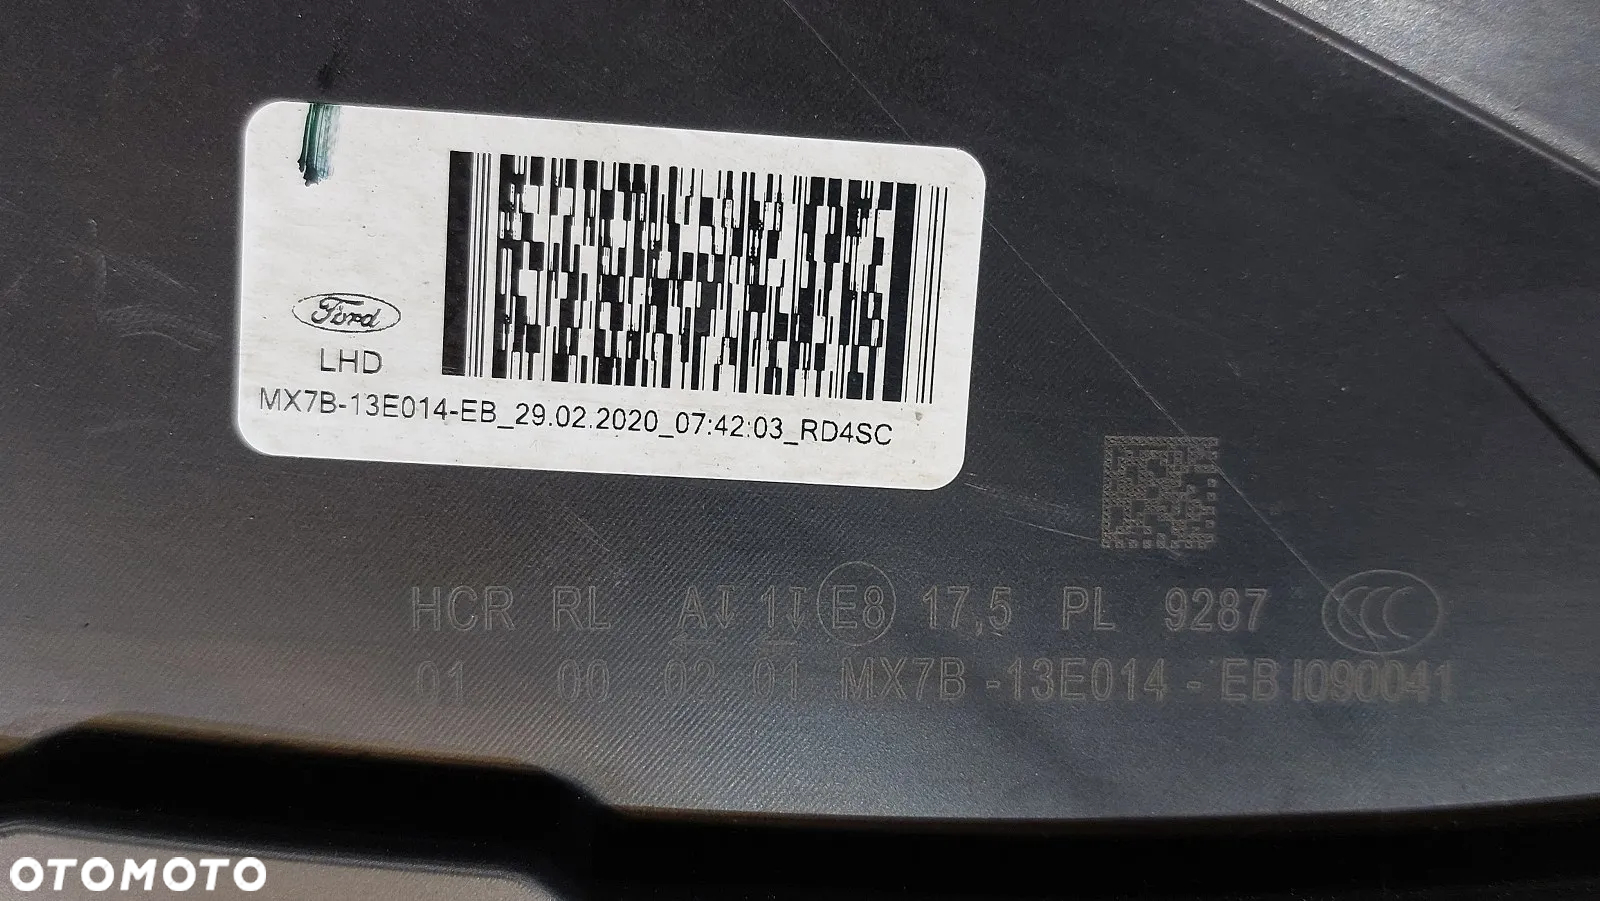 Ford
LHD
MX7B-13E014-EB_29.02.2020_07:42:03_RD4SC
HCR RL A↓↑ 1↓↑ E8 17,5 PL 9287 CCC
01 00 02 01 MX7B -13E014 - EB I090041
OTOMOTO